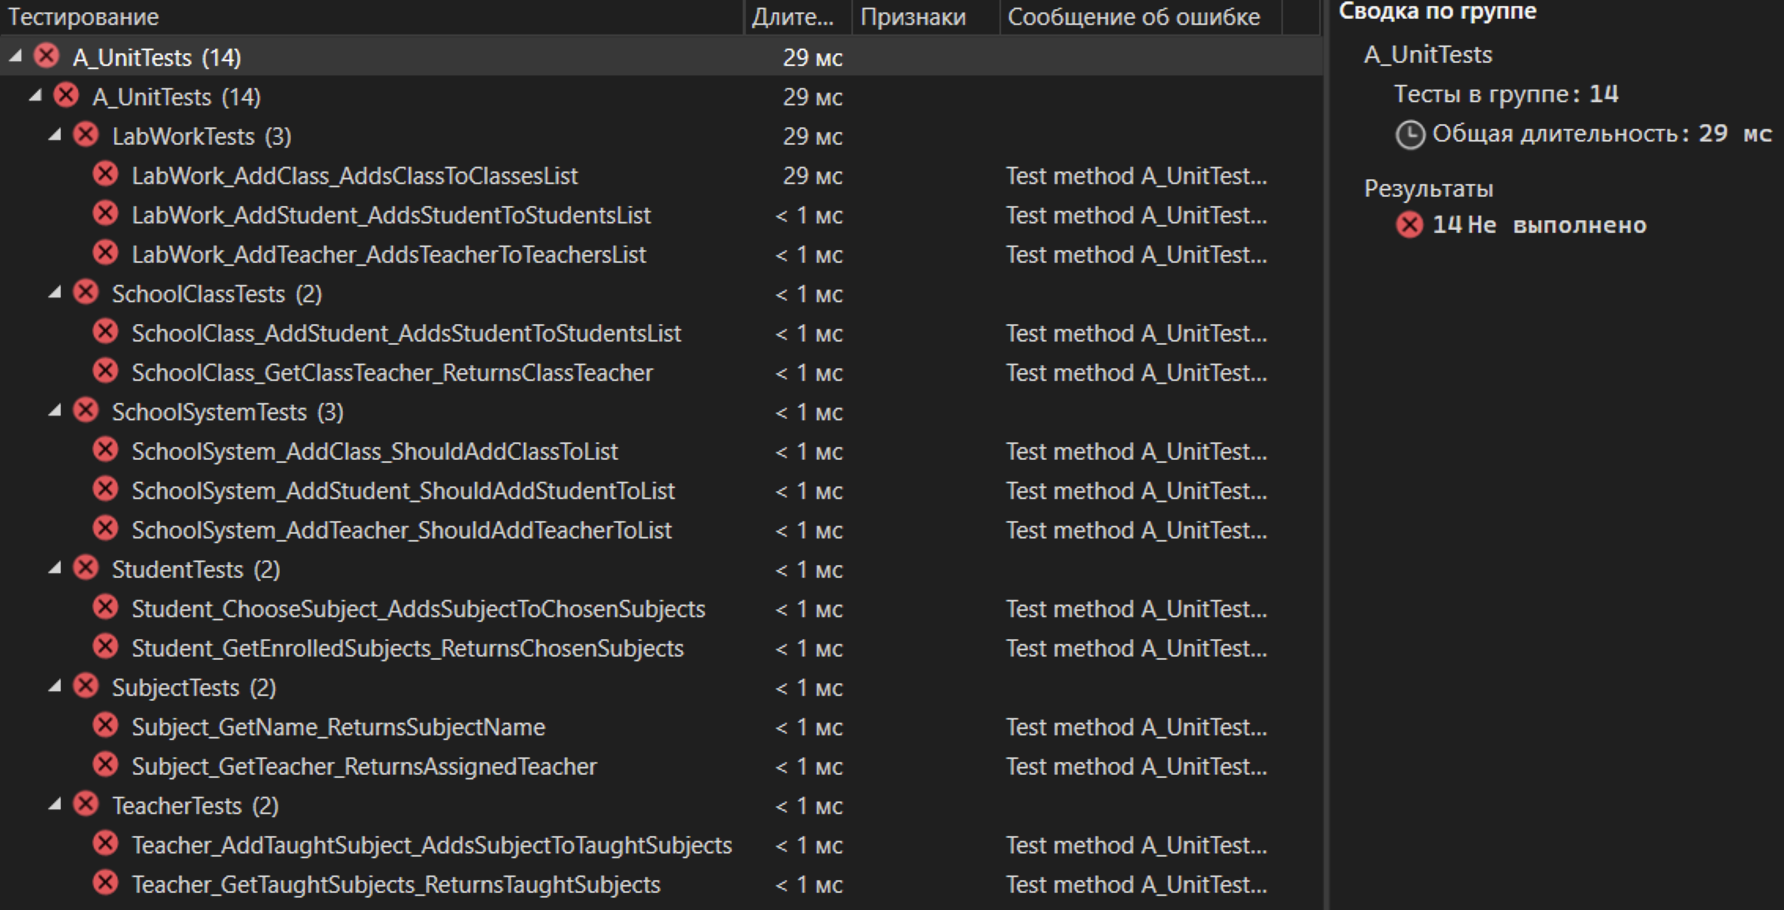 Тестирование Длите... Признаки Сообщение об ошибке
A_UnitTests (14) 29 мс
A_UnitTests (14) 29 мс
LabWorkTests (3) 29 мс
LabWork_AddClass_AddsClassToClassesList 29 мс Test method A_UnitTest...
LabWork_AddStudent_AddsStudentToStudentsList < 1 мс Test method A_UnitTest...
LabWork_AddTeacher_AddsTeacherToTeachersList < 1 мс Test method A_UnitTest...
SchoolClassTests (2) < 1 мс
SchoolClass_AddStudent_AddsStudentToStudentsList < 1 мс Test method A_UnitTest...
SchoolClass_GetClassTeacher_ReturnsClassTeacher < 1 мс Test method A_UnitTest...
SchoolSystemTests (3) < 1 мс
SchoolSystem_AddClass_ShouldAddClassToList < 1 мс Test method A_UnitTest...
SchoolSystem_AddStudent_ShouldAddStudentToList < 1 мс Test method A_UnitTest...
SchoolSystem_AddTeacher_ShouldAddTeacherToList < 1 мс Test method A_UnitTest...
StudentTests (2) < 1 мс
Student_ChooseSubject_AddsSubjectToChosenSubjects < 1 мс Test method A_UnitTest...
Student_GetEnrolledSubjects_ReturnsChosenSubjects < 1 мс Test method A_UnitTest...
SubjectTests (2) < 1 мс
Subject_GetName_ReturnsSubjectName < 1 мс Test method A_UnitTest...
Subject_GetTeacher_ReturnsAssignedTeacher < 1 мс Test method A_UnitTest...
TeacherTests (2) < 1 мс
Teacher_AddTaughtSubject_AddsSubjectToTaughtSubjects < 1 мс Test method A_UnitTest...
Teacher_GetTaughtSubjects_ReturnsTaughtSubjects < 1 мс Test method A_UnitTest...
Сводка по группе
A_UnitTests
Тесты в группе: 14
Общая длительность: 29 мс
Результаты
14 Не выполнено